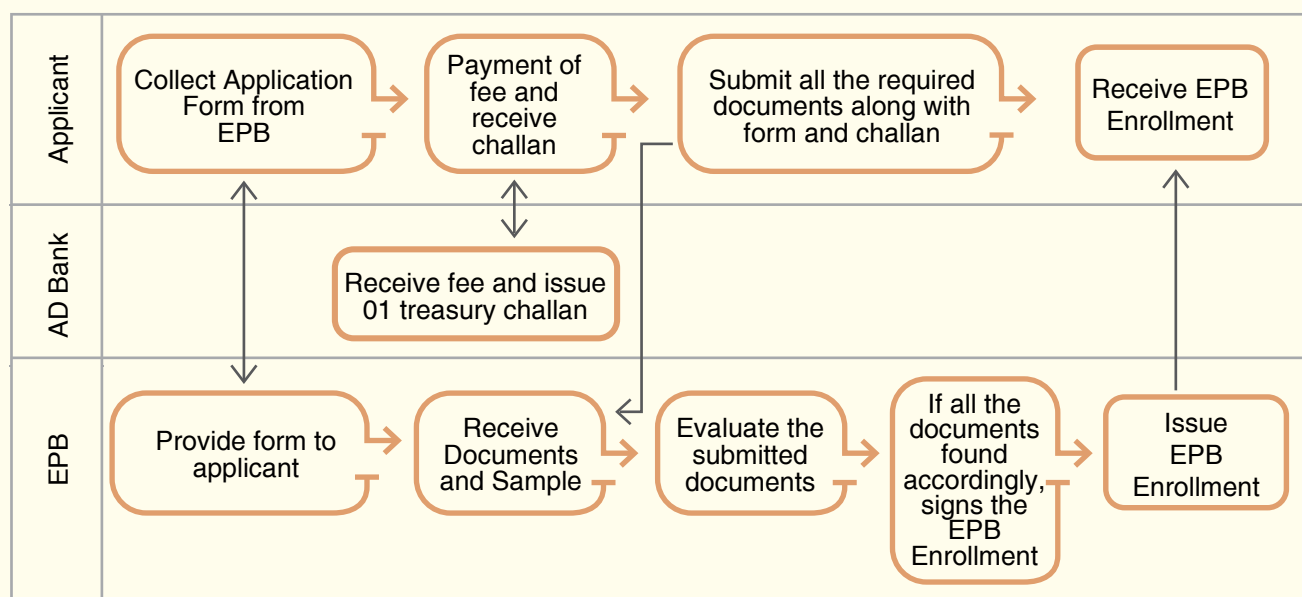 Applicant
Collect Application
Form from
EPB
Payment of
fee and
receive
challan
Submit all the required
documents along with
form and challan
Receive EPB
Enrollment
AD Bank
Receive fee and issue
01 treasury challan
EPB
Provide form to
applicant
Receive
Documents
and Sample
Evaluate the
submitted
documents
If all the
documents
found
accordingly,
signs the
EPB
Enrollment
Issue
EPB
Enrollment